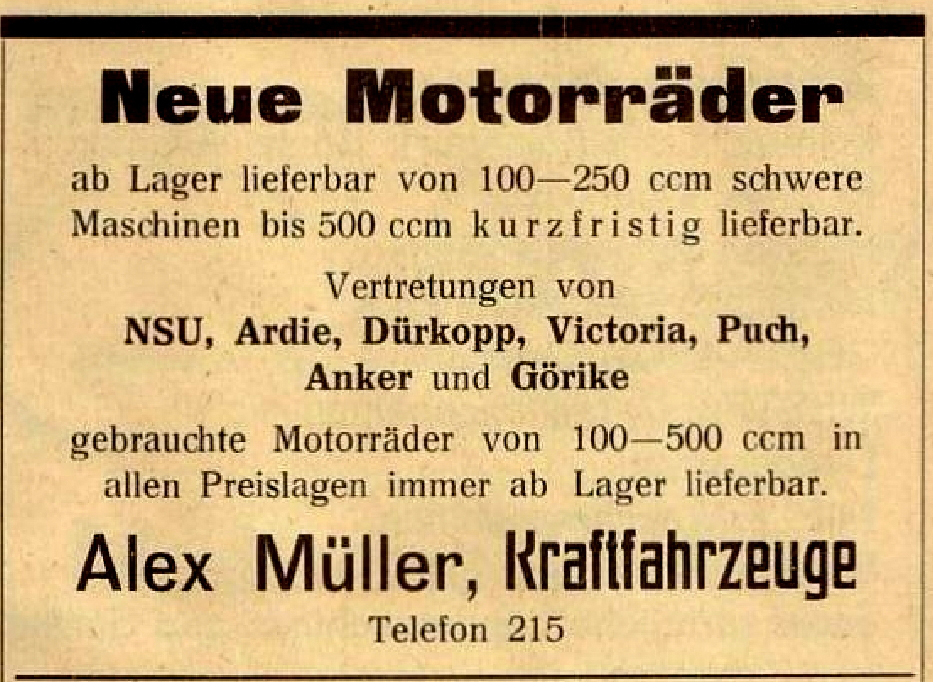 Neue Motorräder
ab Lager lieferbar von 100—250 ccm schwere
Maschinen bis 500 ccm kurzfristig lieferbar.
Vertretungen von
NSU, Ardie, Dürkopp, Victoria, Puch,
Anker und Görike
gebrauchte Motorräder von 100—500 ccm in
allen Preislagen immer ab Lager lieferbar.
Alex Müller, Kraftfahrzeuge
Telefon 215